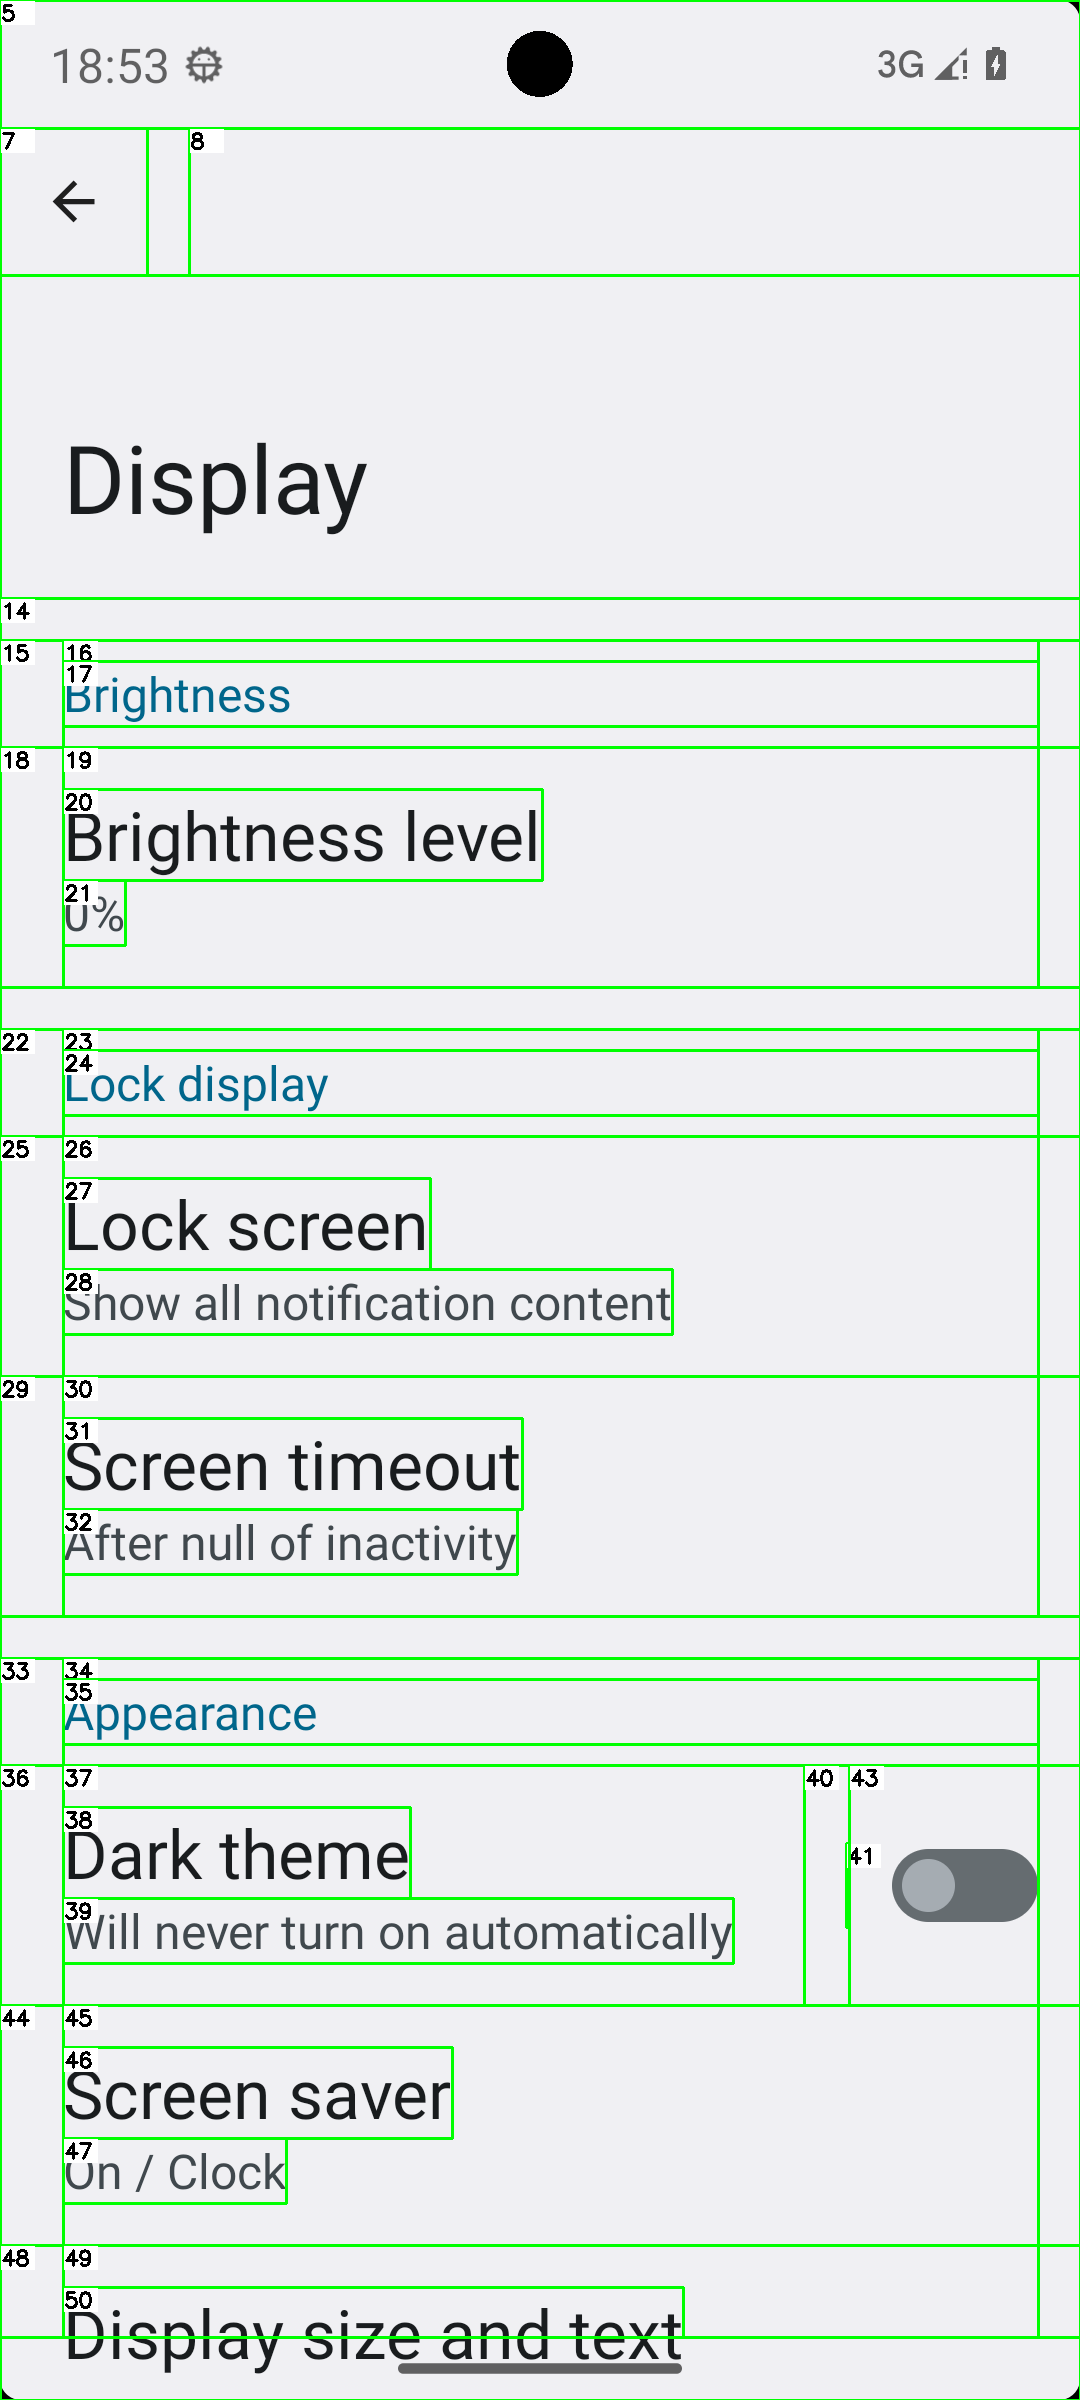 5
18:53
3G
7
8
Display
14
15
16
17
Brightness
18
19
20
Brightness level
21
0%
22
23
24
Lock display
25
26
27
Lock screen
28
Show all notification content
29
30
31
Screen timeout
32
After null of inactivity
33
34
35
Appearance
36
37
40
43
38
Dark theme
41
39
Will never turn on automatically
44
45
46
Screen saver
47
On / Clock
48
49
50
Display size and text